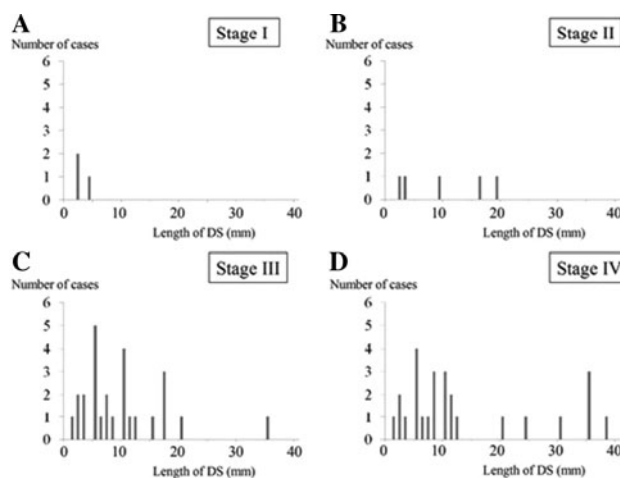 A
Stage I
Number of cases
6
5
4
3
2
1
0
0 10 20 30 40
Length of DS (mm)
B
Stage II
Number of cases
6
5
4
3
2
1
0
0 10 20 30 40
Length of DS (mm)
C
Stage III
Number of cases
6
5
4
3
2
1
0
0 10 20 30 40
Length of DS (mm)
D
Stage IV
Number of cases
6
5
4
3
2
1
0
0 10 20 30 40
Length of DS (mm)